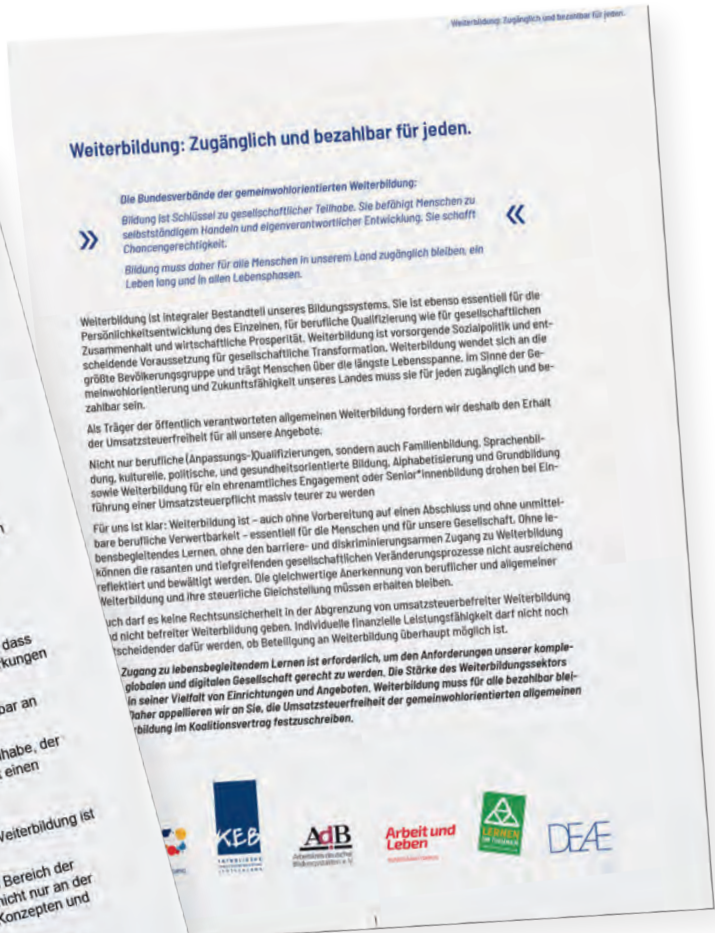 Weiterbildung: Zugänglich und bezahlbar für jeden.
Weiterbildung: Zugänglich und bezahlbar für jeden.
Die Bundesverbände der gemeinwohlorientierten Weiterbildung:
» Bildung ist Schlüssel zu gesellschaftlicher Teilhabe. Sie befähigt Menschen zu
selbstständigem Handeln und eigenverantwortlicher Entwicklung. Sie schafft
Chancengerechtigkeit. «
Bildung muss daher für alle Menschen in unserem Land zugänglich bleiben, ein
Leben lang und in allen Lebensphasen.
Weiterbildung ist integraler Bestandteil unseres Bildungssystems. Sie ist ebenso essentiell für die
Persönlichkeitsentwicklung des Einzelnen, für berufliche Qualifizierung wie für gesellschaftlichen
Zusammenhalt und wirtschaftliche Prosperität. Weiterbildung ist vorsorgende Sozialpolitik und ent-
scheidende Voraussetzung für gesellschaftliche Transformation. Weiterbildung wendet sich an die
größte Bevölkerungsgruppe und trägt Menschen über die längste Lebensspanne. Im Sinne der Ge-
meinwohlorientierung und Zukunftsfähigkeit unseres Landes muss sie für jeden zugänglich und be-
zahlbar sein.
Als Träger der öffentlich verantworteten allgemeinen Weiterbildung fordern wir deshalb den Erhalt
der Umsatzsteuerfreiheit für all unsere Angebote.
Nicht nur berufliche (Anpassungs-)Qualifizierungen, sondern auch Familienbildung, Sprachenbil-
dung, kulturelle, politische, und gesundheitsorientierte Bildung, Alphabetisierung und Grundbildung
sowie Weiterbildung für ein ehrenamtliches Engagement oder Senior*innenbildung drohen bei Ein-
führung einer Umsatzsteuerpflicht massiv teurer zu werden
Für uns ist klar: Weiterbildung ist – auch ohne Vorbereitung auf einen Abschluss und ohne unmittel-
bare berufliche Verwertbarkeit – essentiell für die Menschen und für unsere Gesellschaft. Ohne le-
bensbegleitendes Lernen, ohne den barriere- und diskriminierungsarmen Zugang zu Weiterbildung
können die rasanten und tiefgreifenden gesellschaftlichen Veränderungsprozesse nicht ausreichend
reflektiert und bewältigt werden. Die gleichwertige Anerkennung von beruflicher und allgemeiner
Weiterbildung und ihre steuerliche Gleichstellung müssen erhalten bleiben.
uch darf es keine Rechtsunsicherheit in der Abgrenzung von umsatzsteuerbefreiter Weiterbildung
d nicht befreiter Weiterbildung geben. Individuelle finanzielle Leistungsfähigkeit darf nicht noch
tscheidender dafür werden, ob Beteiligung an Weiterbildung überhaupt möglich ist.
Zugang zu lebensbegleitendem Lernen ist erforderlich, um den Anforderungen unserer komple-
globalen und digitalen Gesellschaft gerecht zu werden. Die Stärke des Weiterbildungssektors
in seiner Vielfalt von Einrichtungen und Angeboten. Weiterbildung muss für alle bezahlbar blei-
Daher appellieren wir an Sie, die Umsatzsteuerfreiheit der gemeinwohlorientierten allgemeinen
rbildung im Koalitionsvertrag festzuschreiben.
dass
kungen
bar an
ilhabe, der
t einen
Weiterbildung ist
Bereich der
nicht nur an der
Konzepten und
KEB
AdB
Arbeitskreis deutscher
Bildungsstätten e.V.
Arbeit und
Leben
LERNEN
IM GRÜNEN
DEAE
1